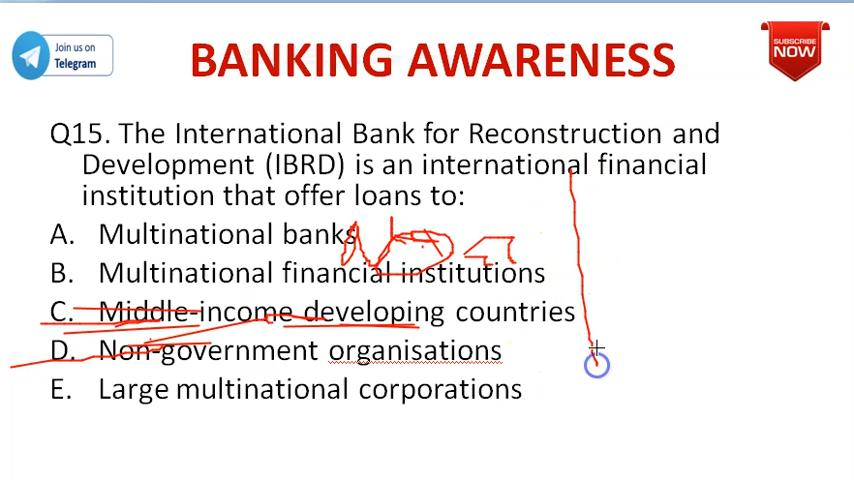 Join us on
Telegram
BANKING AWARENESS
SUBSCRIBE
NOW
Q15. The International Bank for Reconstruction and
Development (IBRD) is an international financial
institution that offer loans to:
A. Multinational banks
B. Multinational financial institutions
C. Middle-income developing countries
D. Non-government organisations
E. Large multinational corporations